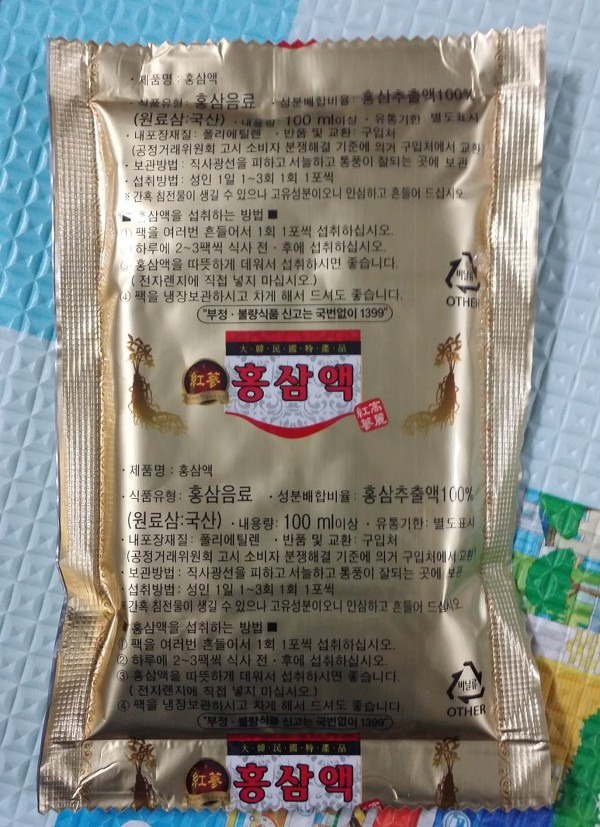 · 제품명 : 홍삼액
· 식품유형 : 홍삼음료 · 성분배합비율 : 홍삼추출액100%
(원료삼:국산) · 내용량: 100 ml이상 · 유통기한: 별도표시
· 내포장재질: 폴리에틸렌 · 반품 및 교환: 구입처
(공정거래위원회 고시 소비자 분쟁해결 기준에 의거 구입처에서 교환
· 보관방법: 직사광선을 피하고 서늘하고 통풍이 잘되는 곳에 보관
· 섭취방법: 성인 1일 1~3회 1회 1포씩
※간혹 침전물이 생길 수 있으나 고유성분이오니 안심하고 흔들어 드십시오.
■ 홍삼액을 섭취하는 방법 ■
① 팩을 여러번 흔들어서 1회 1포씩 섭취하십시오.
② 하루에 2~3팩씩 식사 전 · 후에 섭취하십시오.
③ 홍삼액을 따뜻하게 데워서 섭취하시면 좋습니다.
( 전자렌지에 직접 넣지 마십시오.)
④ 팩을 냉장보관하시고 차게 해서 드셔도 좋습니다.
비닐류
OTHER
"부정 · 불량식품 신고는 국번없이 1399"
大·韓·民·國·特·産·品
紅蔘 홍삼액
高麗紅蔘
· 제품명 : 홍삼액
· 식품유형: 홍삼음료 · 성분배합비율: 홍삼추출액100%
(원료삼:국산) · 내용량: 100 ml이상 · 유통기한: 별도표시
· 내포장재질: 폴리에틸렌 · 반품 및 교환: 구입처
(공정거래위원회 고시 소비자 분쟁해결 기준에 의거 구입처에서 교환
· 보관방법: 직사광선을 피하고 서늘하고 통풍이 잘되는 곳에 보관
· 섭취방법: 성인 1일 1~3회 1회 1포씩
※간혹 침전물이 생길 수 있으나 고유성분이오니 안심하고 흔들어 드십시오.
■ 홍삼액을 섭취하는 방법 ■
① 팩을 여러번 흔들어서 1회 1포씩 섭취하십시오.
② 하루에 2~3팩씩 식사 전 · 후에 섭취하십시오.
③ 홍삼액을 따뜻하게 데워서 섭취하시면 좋습니다.
( 전자렌지에 직접 넣지 마십시오.)
④ 팩을 냉장보관하시고 차게 해서 드셔도 좋습니다.
비닐류
OTHER
"부정 · 불량식품 신고는 국번없이 1399"
大·韓·民·國·特·産·品
紅蔘 홍삼액